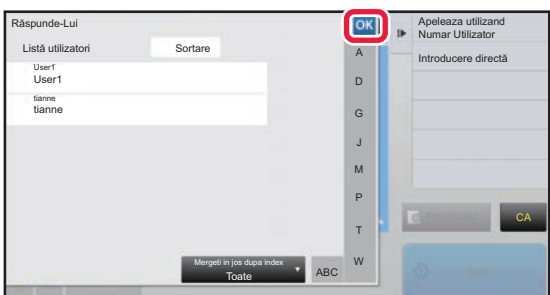 Răspunde-Lui
OK
Apeleaza utilizand
Numar Utilizator
Listă utilizatori
Sortare
A
Introducere directă
User1
User1
D
tianne
tianne
G
J
M
P
CA
T
Mergeti in jos dupa index
Toate
ABC
W
Start